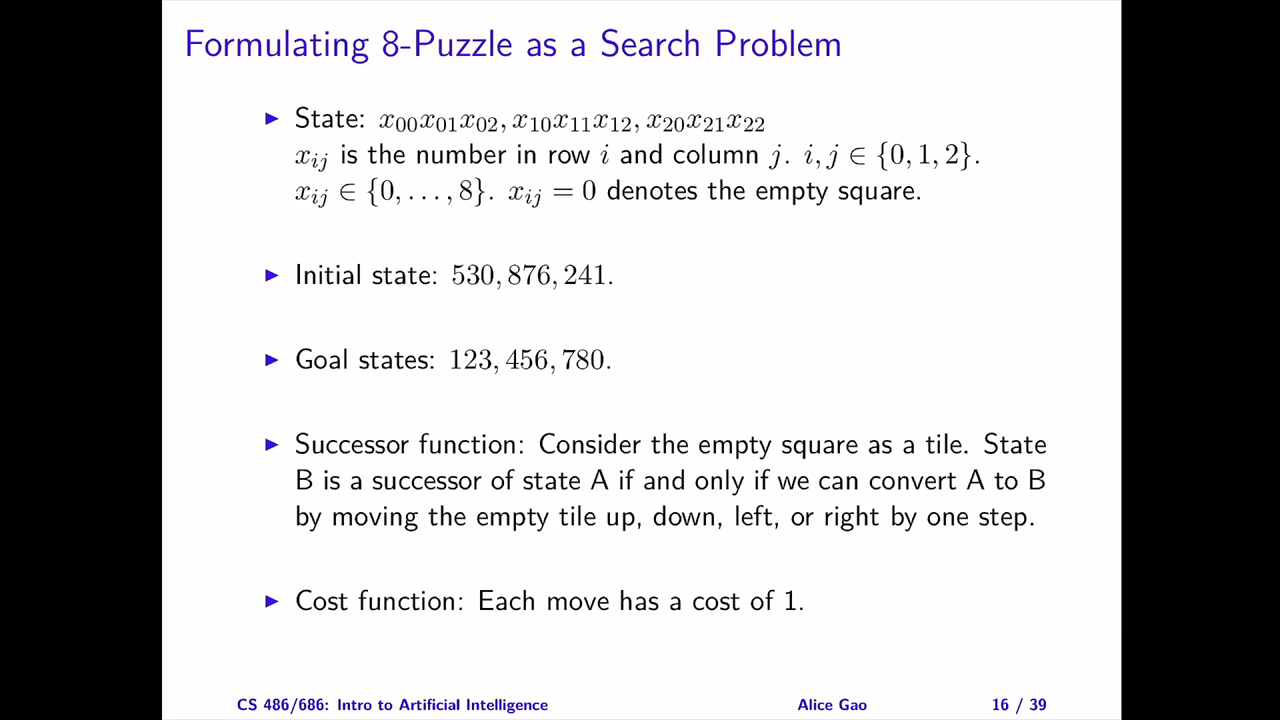 Formulating 8-Puzzle as a Search Problem
▶ State: x₀₀x₀₁x₀₂, x₁₀x₁₁x₁₂, x₂₀x₂₁x₂₂
xᵢⱼ is the number in row i and column j. i, j ∈ {0, 1, 2}.
xᵢⱼ ∈ {0, . . . , 8}. xᵢⱼ = 0 denotes the empty square.
▶ Initial state: 530, 876, 241.
▶ Goal states: 123, 456, 780.
▶ Successor function: Consider the empty square as a tile. State
B is a successor of state A if and only if we can convert A to B
by moving the empty tile up, down, left, or right by one step.
▶ Cost function: Each move has a cost of 1.
CS 486/686: Intro to Artificial Intelligence Alice Gao 16 / 39